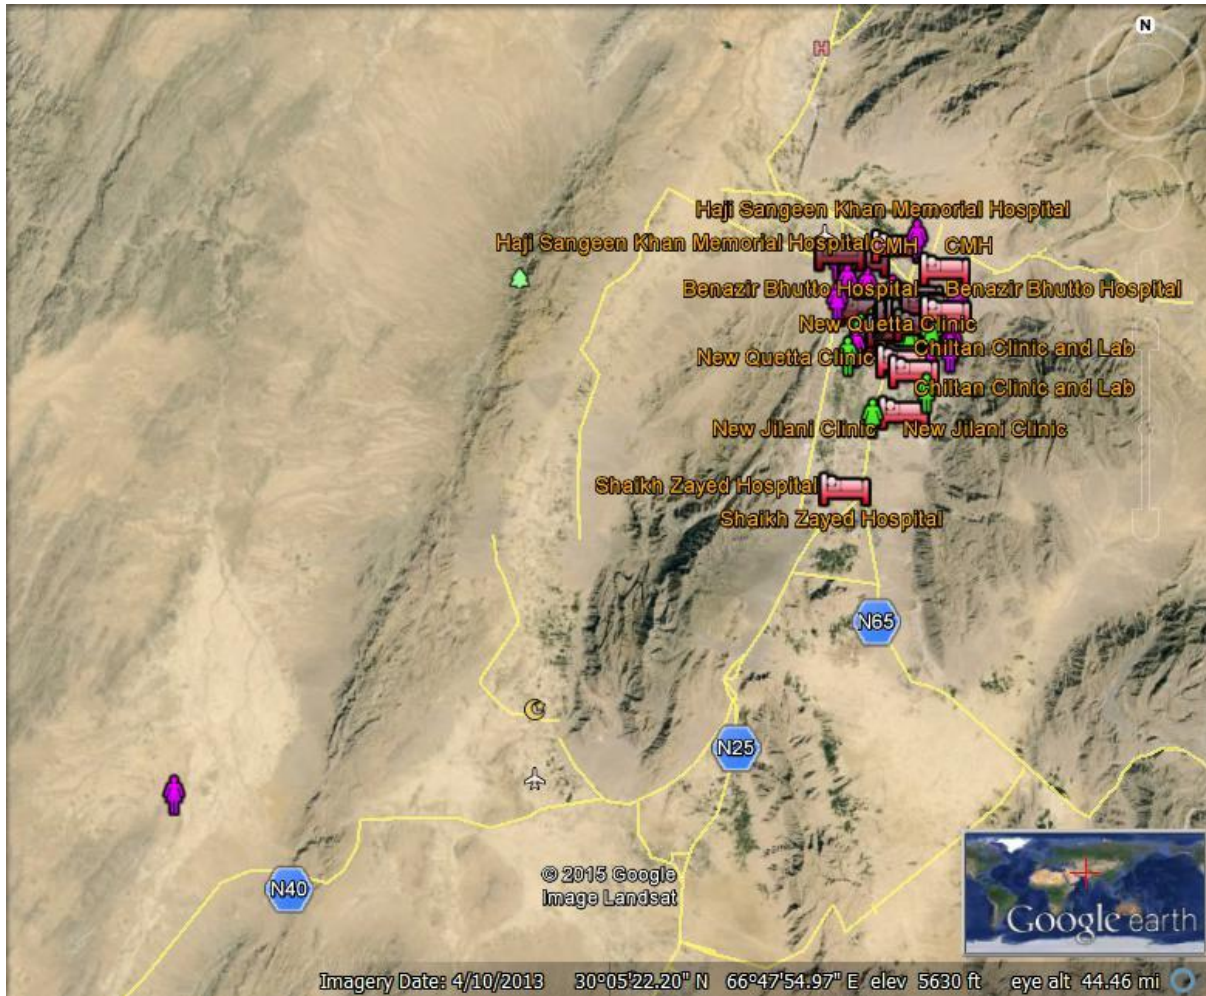 N
H
Haji Sangeen Khan Memorial Hospital
Haji Sangeen Khan Memorial Hospital CMH CMH
Benazir Bhutto Hospital Benazir Bhutto Hospital
New Quetta Clinic
New Quetta Clinic Chiltan Clinic and Lab
Chiltan Clinic and Lab
New Jilani Clinic New Jilani Clinic
Shaikh Zayed Hospital
Shaikh Zayed Hospital
N65
N25
N40
© 2015 Google
Image Landsat
Google earth
Imagery Date: 4/10/2013 30°05'22.20" N 66°47'54.97" E elev 5630 ft eye alt 44.46 mi